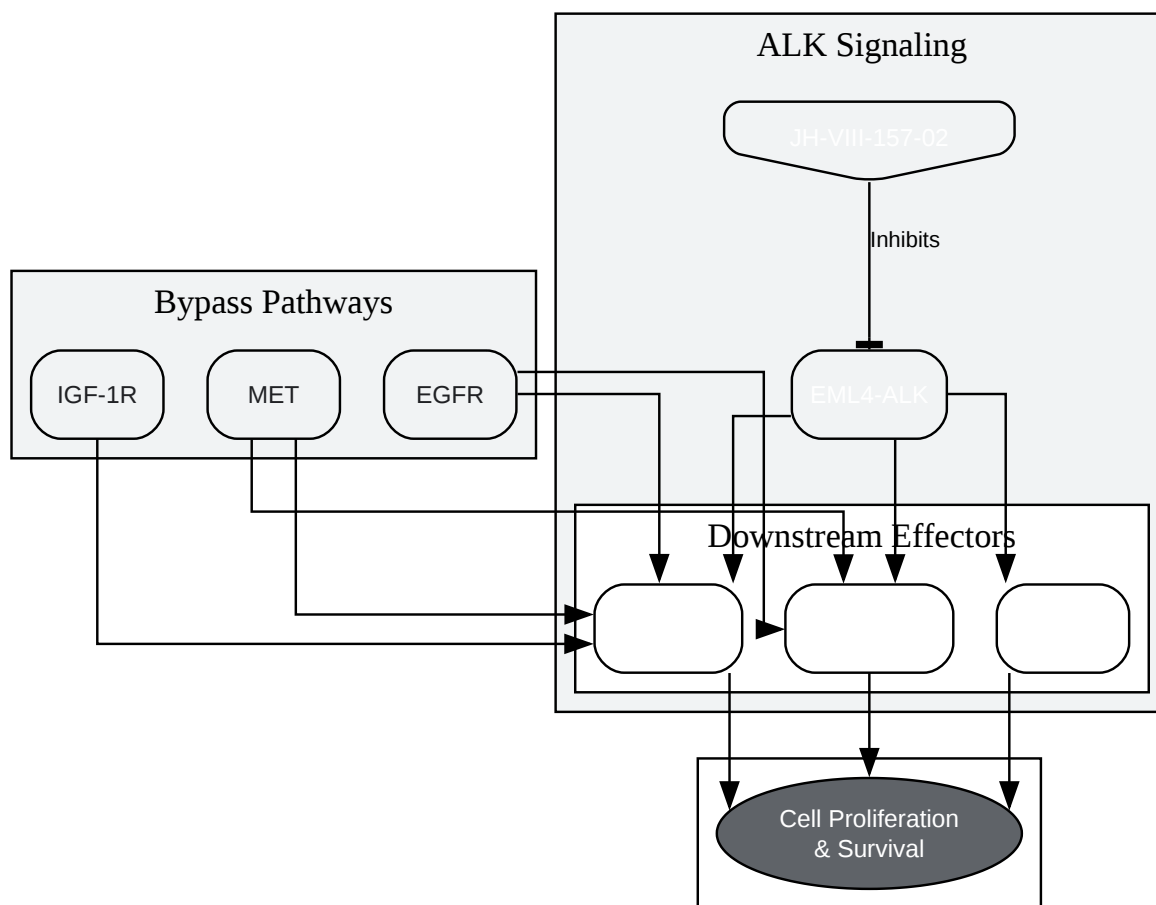 ALK Signaling
JH-VIII-157-02
Inhibits
Bypass Pathways
IGF-1R
MET
EGFR
EML4-ALK
Downstream Effectors
Cell Proliferation
& Survival